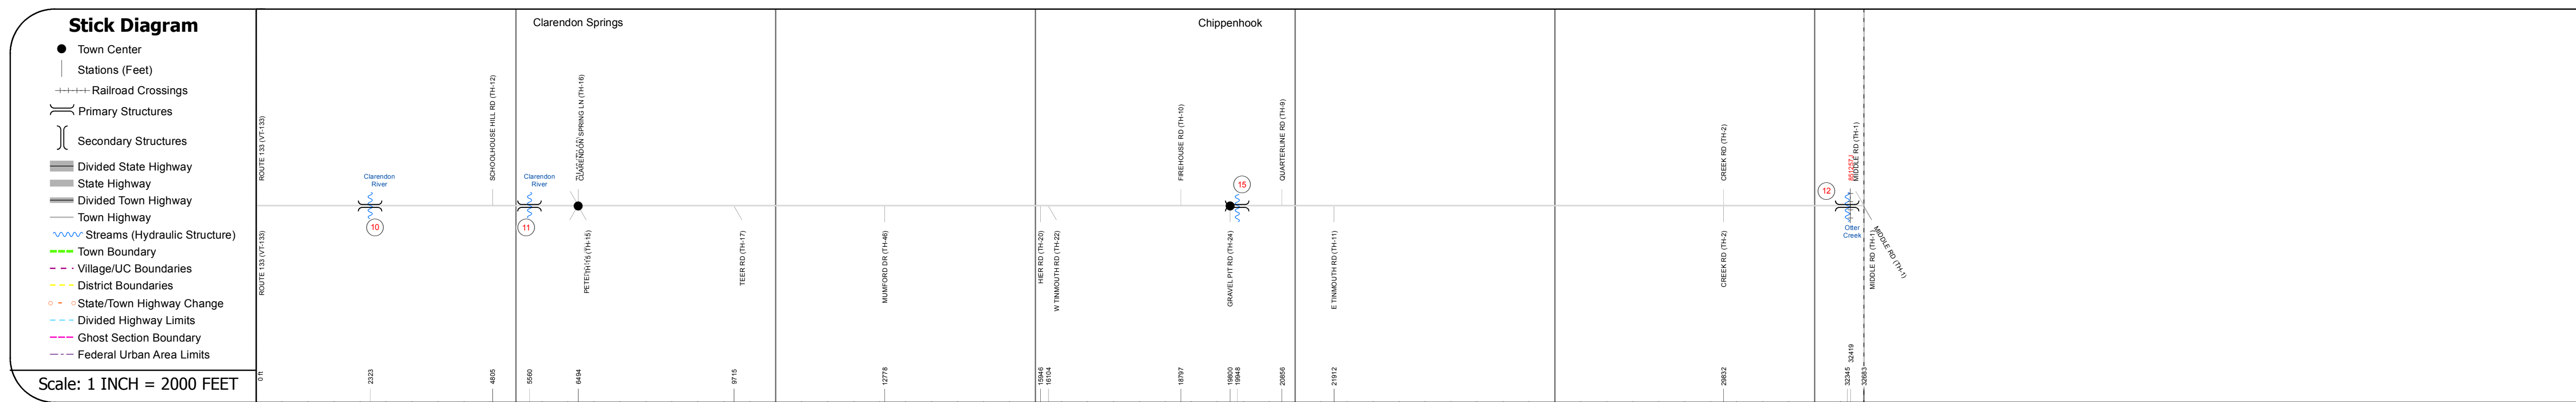 Stick Diagram
Town Center
Stations (Feet)
Railroad Crossings
Primary Structures
Secondary Structures
Divided State Highway
State Highway
Divided Town Highway
Town Highway
Streams (Hydraulic Structure)
Town Boundary
Village/UC Boundaries
District Boundaries
State/Town Highway Change
Divided Highway Limits
Ghost Section Boundary
Federal Urban Area Limits
Scale: 1 INCH = 2000 FEET
Clarendon Springs
Chippenhook
ROUTE 133 (VT-133)
SCHOOLHOUSE HILL RD (TH-12)
CLARENDON SPRING LN (TH-16)
FIREHOUSE RD (TH-10)
QUARTERLINE RD (TH-9)
CREEK RD (TH-2)
MIDDLE RD (TH-1)
Clarendon
River
10
Clarendon
River
11
15
12
Otter
Creek
ROUTE 133 (VT-133)
TEER RD (TH-17)
MUMFORD DR (TH-46)
HIER RD (TH-20)
W TINMOUTH RD (TH-22)
GRAVEL PIT RD (TH-24)
E TINMOUTH RD (TH-11)
CREEK RD (TH-2)
MIDDLE RD (TH-1)
MIDDLE RD (TH-1)
0 ft
2323
4805
5560
6494
9715
12778
15946
16104
18797
19800
19948
20856
21912
29832
32345
32419
32683